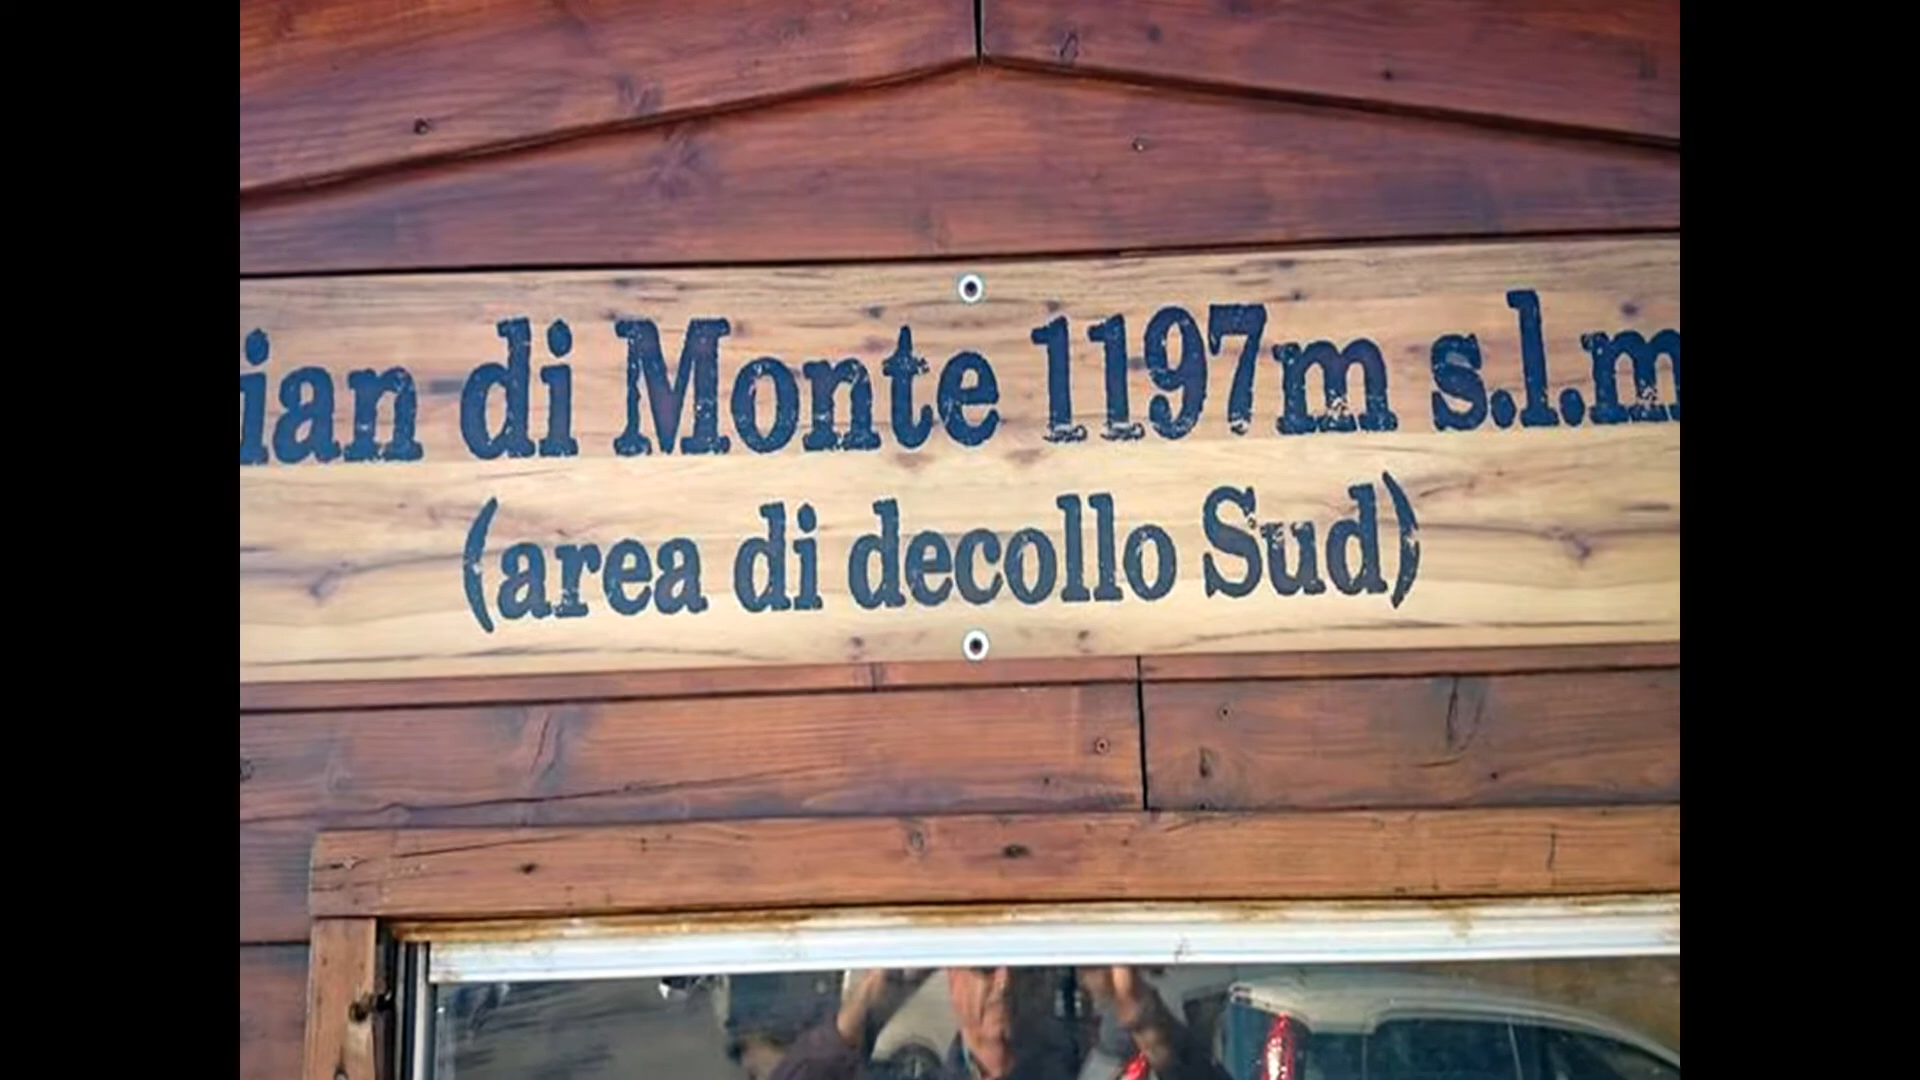 ian di Monte 1197m s.l.m
(area di decollo Sud)